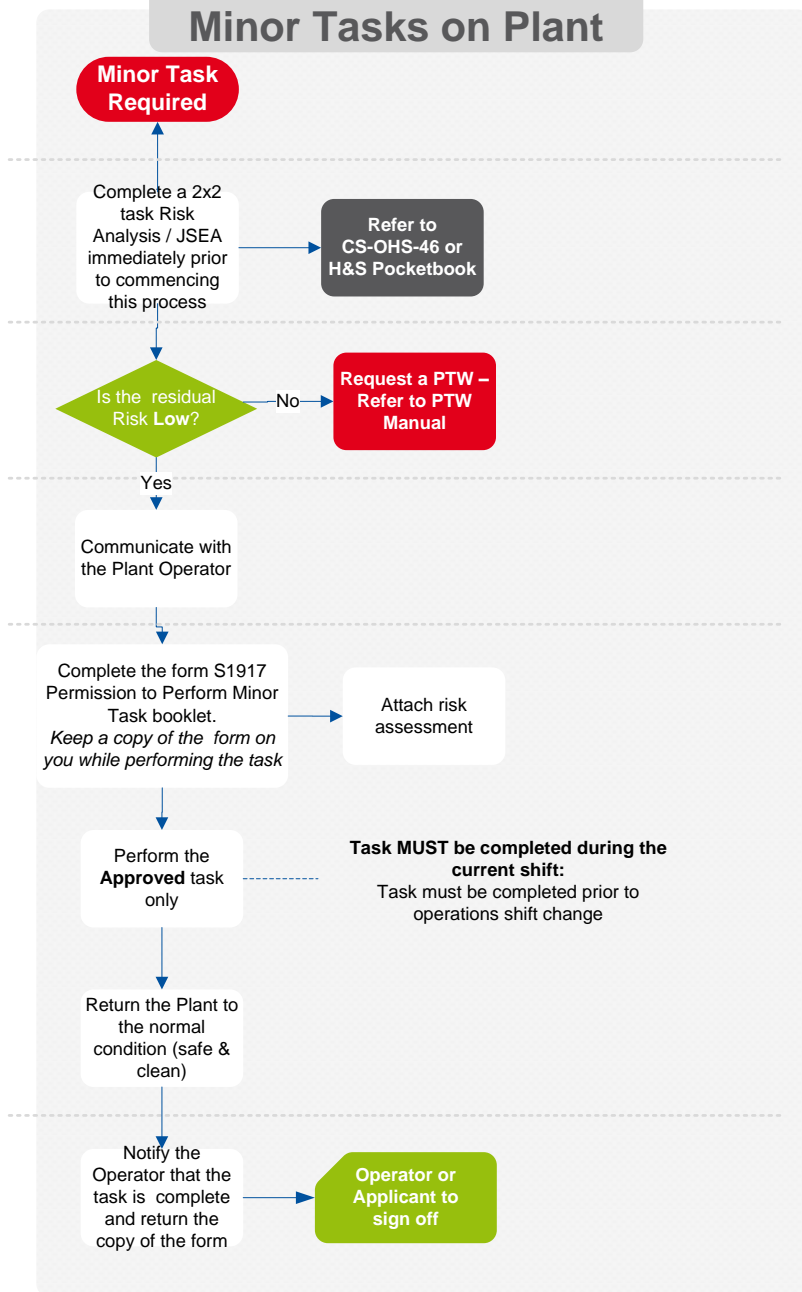 Minor Tasks on Plant
Minor Task
Required
Complete a 2x2
task Risk
Analysis / JSEA
immediately prior
to commencing
this process
Refer to
CS-OHS-46 or
H&S Pocketbook
Is the residual
Risk Low?
No
Request a PTW –
Refer to PTW
Manual
Yes
Communicate with
the Plant Operator
Complete the form S1917
Permission to Perform Minor
Task booklet.
Keep a copy of the form on
you while performing the task
Attach risk
assessment
Perform the
Approved task
only
Task MUST be completed during the
current shift:
Task must be completed prior to
operations shift change
Return the Plant to
the normal
condition (safe &
clean)
Notify the
Operator that the
task is complete
and return the
copy of the form
Operator or
Applicant to
sign off